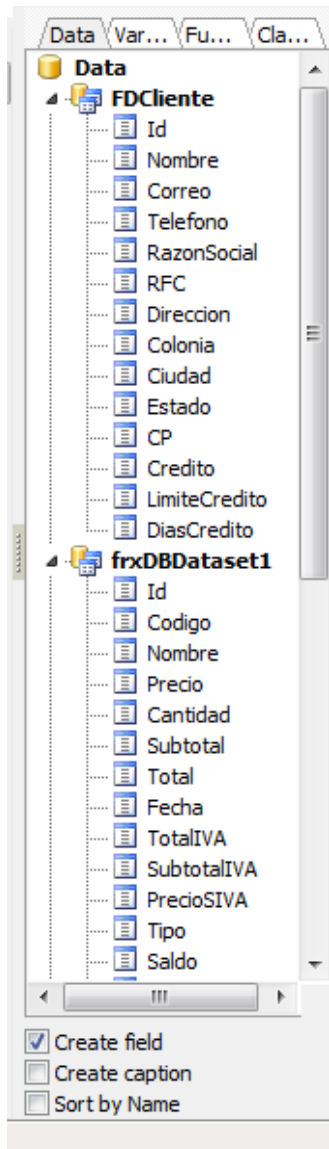 Data Var... Fu... Cla...
Data
FDCliente
Id
Nombre
Correo
Telefono
RazonSocial
RFC
Direccion
Colonia
Ciudad
Estado
CP
Credito
LimiteCredito
DiasCredito
frxDBDataset1
Id
Codigo
Nombre
Precio
Cantidad
Subtotal
Total
Fecha
TotalIVA
SubtotalIVA
PrecioSIVA
Tipo
Saldo
Create field
Create caption
Sort by Name